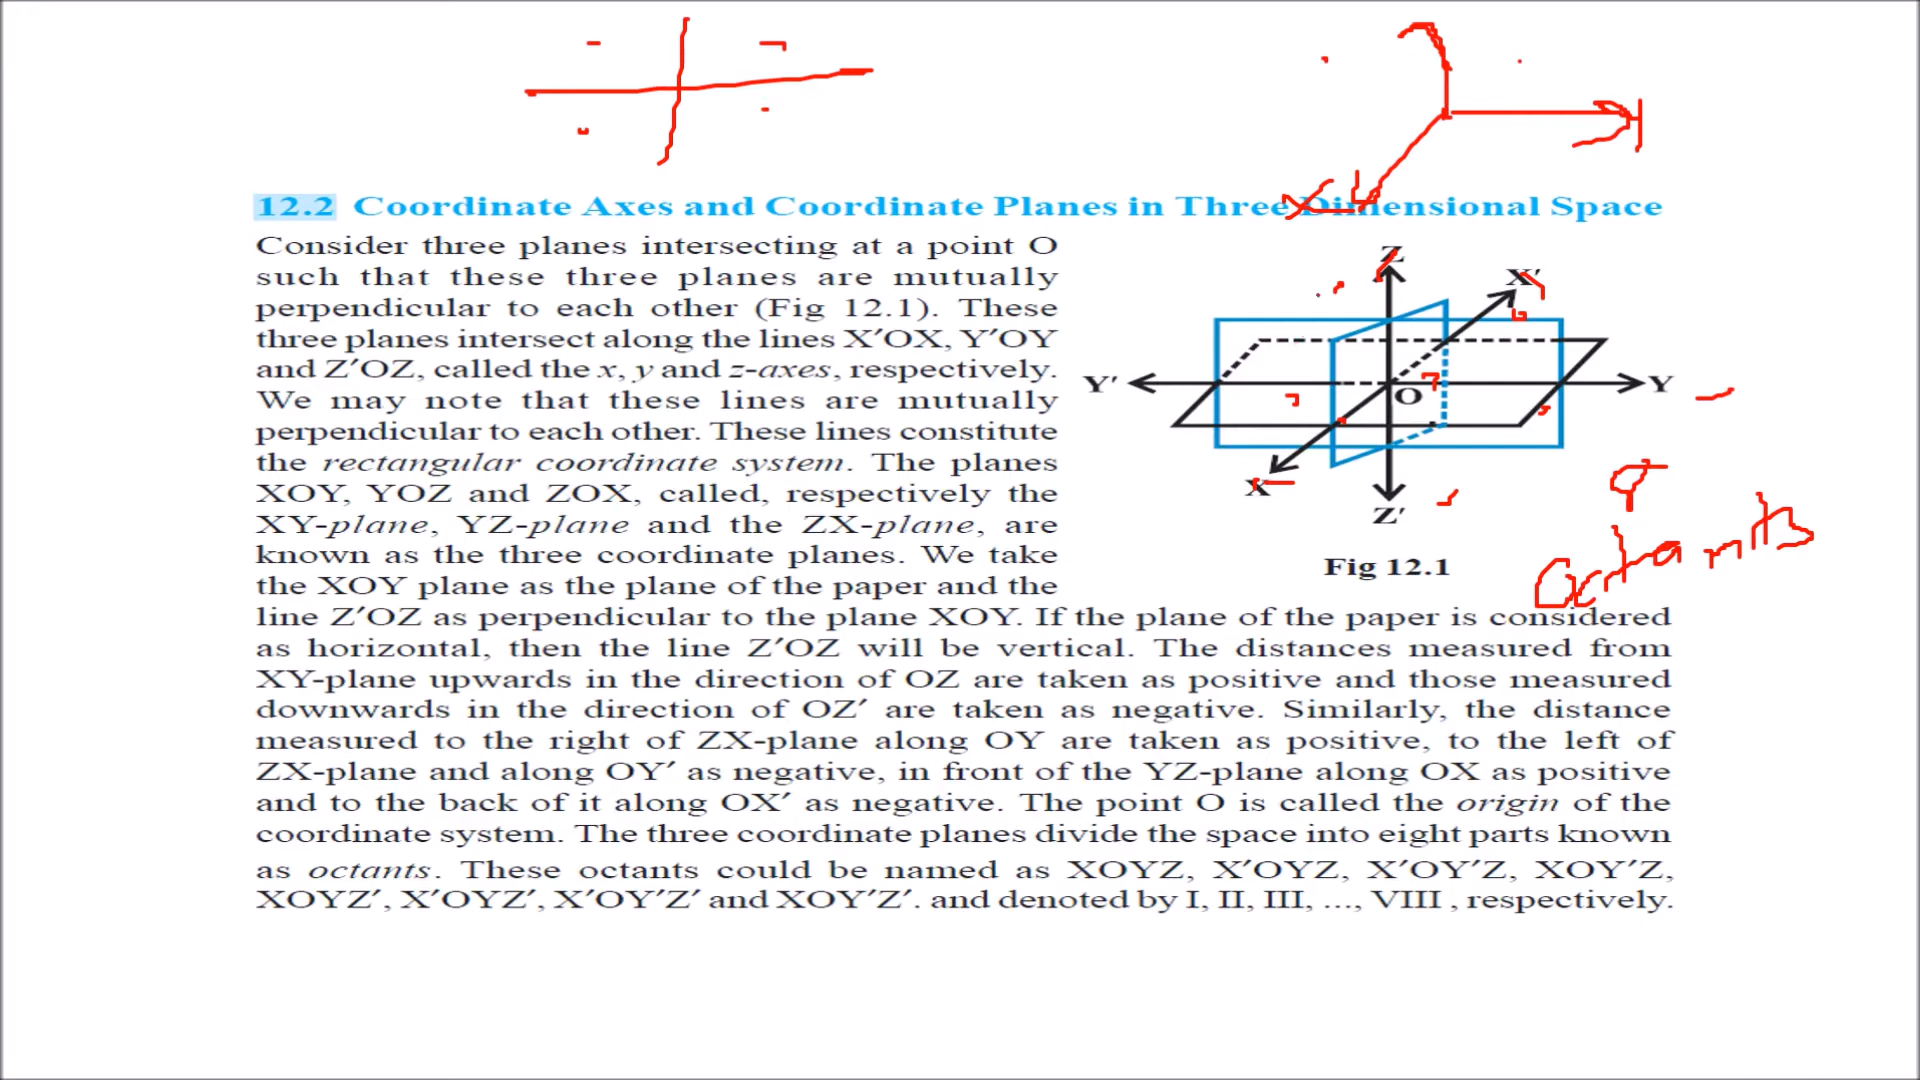 12.2 Coordinate Axes and Coordinate Planes in Three Dimensional Space
Consider three planes intersecting at a point O
such that these three planes are mutually
perpendicular to each other (Fig 12.1). These
three planes intersect along the lines X′OX, Y′OY
and Z′OZ, called the x, y and z-axes, respectively.
We may note that these lines are mutually
perpendicular to each other. These lines constitute
the rectangular coordinate system. The planes
XOY, YOZ and ZOX, called, respectively the
XY-plane, YZ-plane and the ZX-plane, are
known as the three coordinate planes. We take
the XOY plane as the plane of the paper and the
line Z′OZ as perpendicular to the plane XOY. If the plane of the paper is considered
as horizontal, then the line Z′OZ will be vertical. The distances measured from
XY-plane upwards in the direction of OZ are taken as positive and those measured
downwards in the direction of OZ′ are taken as negative. Similarly, the distance
measured to the right of ZX-plane along OY are taken as positive, to the left of
ZX-plane and along OY′ as negative, in front of the YZ-plane along OX as positive
and to the back of it along OX′ as negative. The point O is called the origin of the
coordinate system. The three coordinate planes divide the space into eight parts known
as octants. These octants could be named as XOYZ, X′OYZ, X′OY′Z, XOY′Z,
XOYZ′, X′OYZ′, X′OY′Z′ and XOY′Z′. and denoted by I, II, III, ..., VIII , respectively.
Z
X′
Y′
O
Y
X
Z′
Fig 12.1
Octants